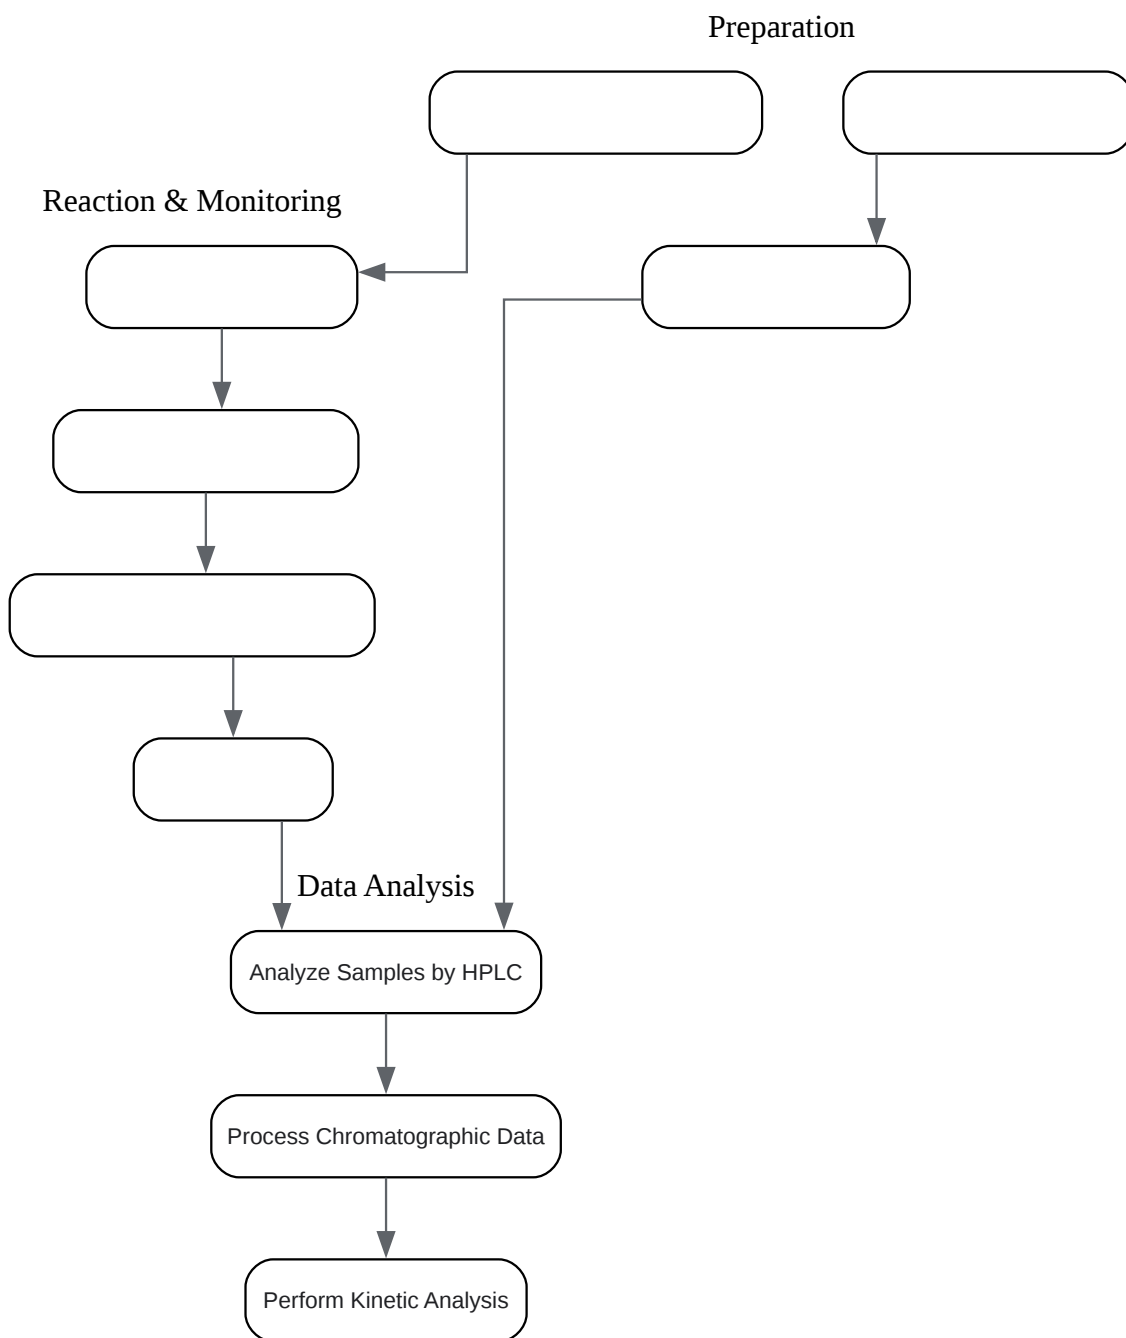 Preparation
Reaction & Monitoring
Data Analysis
Analyze Samples by HPLC
Process Chromatographic Data
Perform Kinetic Analysis